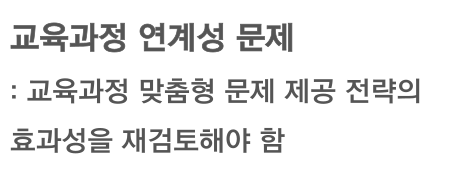 교육과정 연계성 문제
: 교육과정 맞춤형 문제 제공 전략의
효과성을 재검토해야 함